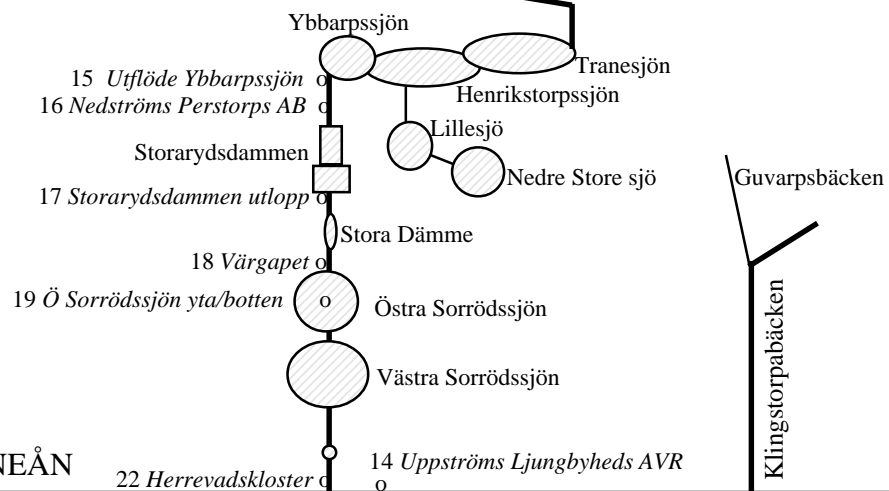 Ybbarpssjön
Tranesjön
15 Utflöde Ybbarpssjön o
Henrikstorpssjön
16 Nedströms Perstorps AB o
Lillesjö
Storarydsdammen
Nedre Store sjö
Guvarpsbäcken
17 Storarydsdammen utlopp o
Stora Dämme
18 Värgapet o
19 Ö Sorrödssjön yta/botten o
Östra Sorrödssjön
Västra Sorrödssjön
Klingstorpabäcken
NEÅN
14 Uppströms Ljungbyheds AVR
22 Herrevadskloster o
o